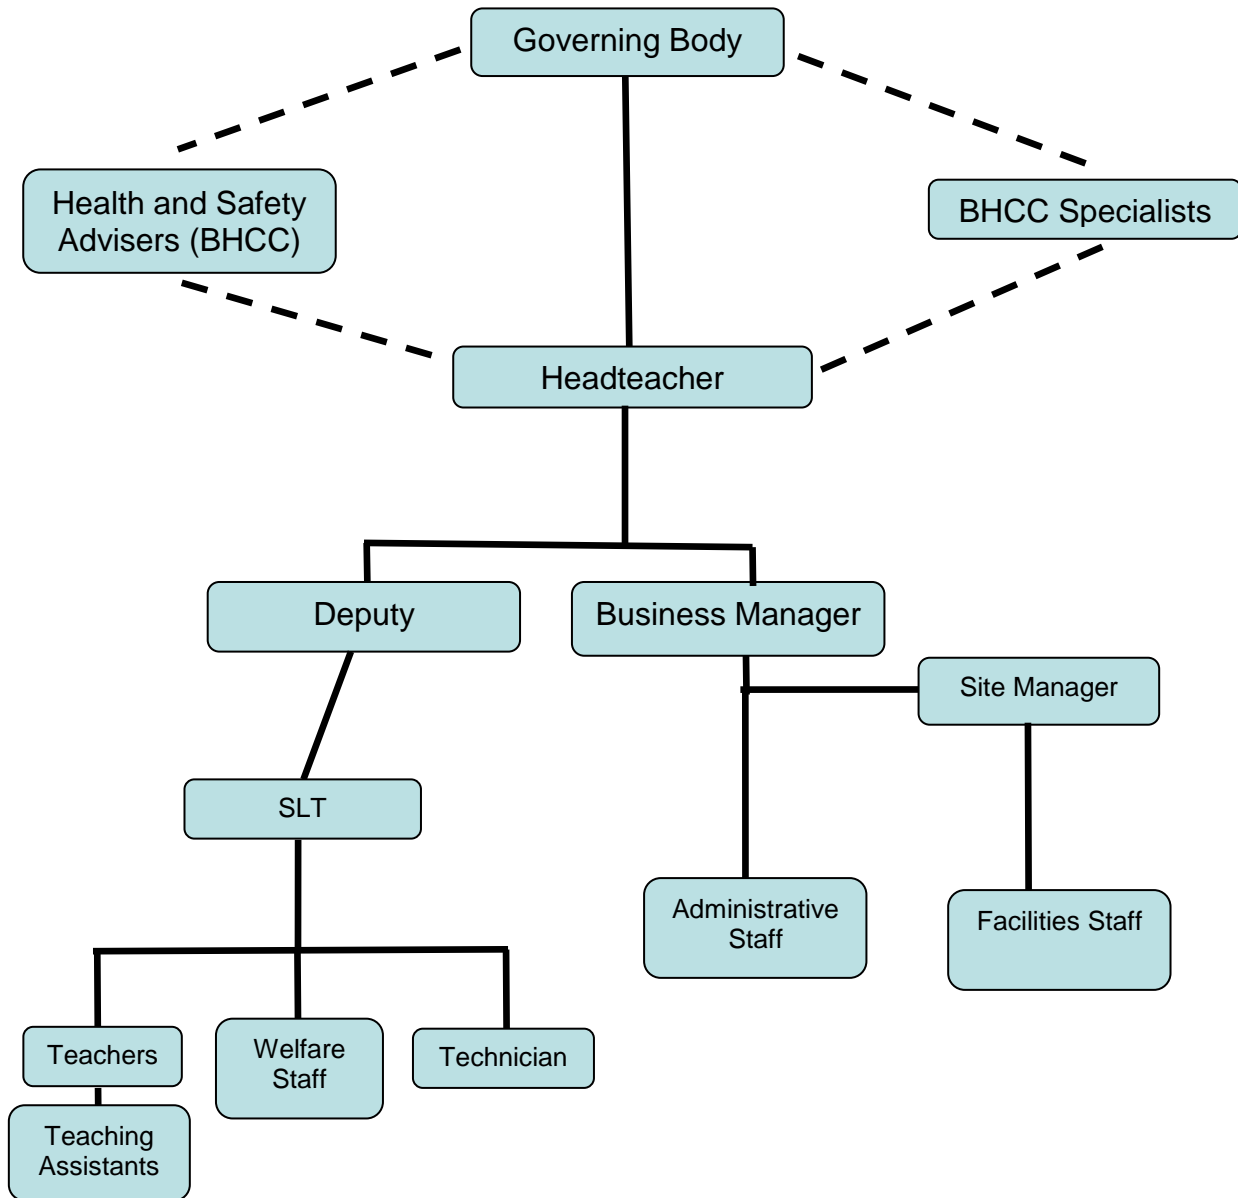 Governing Body
Health and Safety
Advisers (BHCC)
BHCC Specialists
Headteacher
Deputy
Business Manager
Site Manager
SLT
Administrative
Staff
Facilities Staff
Teachers
Welfare
Staff
Technician
Teaching
Assistants